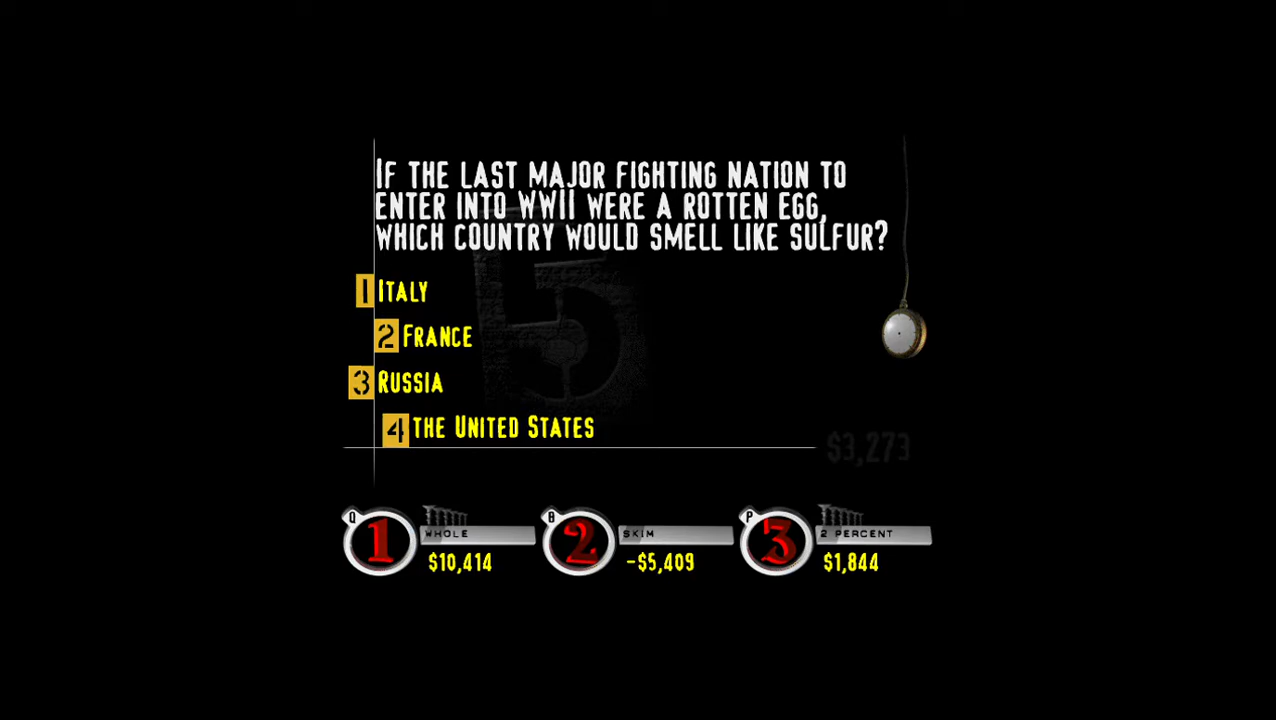 IF THE LAST MAJOR FIGHTING NATION TO
ENTER INTO WWII WERE A ROTTEN EGG,
WHICH COUNTRY WOULD SMELL LIKE SULFUR?
5
1 ITALY
2 FRANCE
3 RUSSIA
4 THE UNITED STATES
$3,273
Q 1 WHOLE $10,414
B 2 SKIM -$5,409
P 3 2 PERCENT $1,844